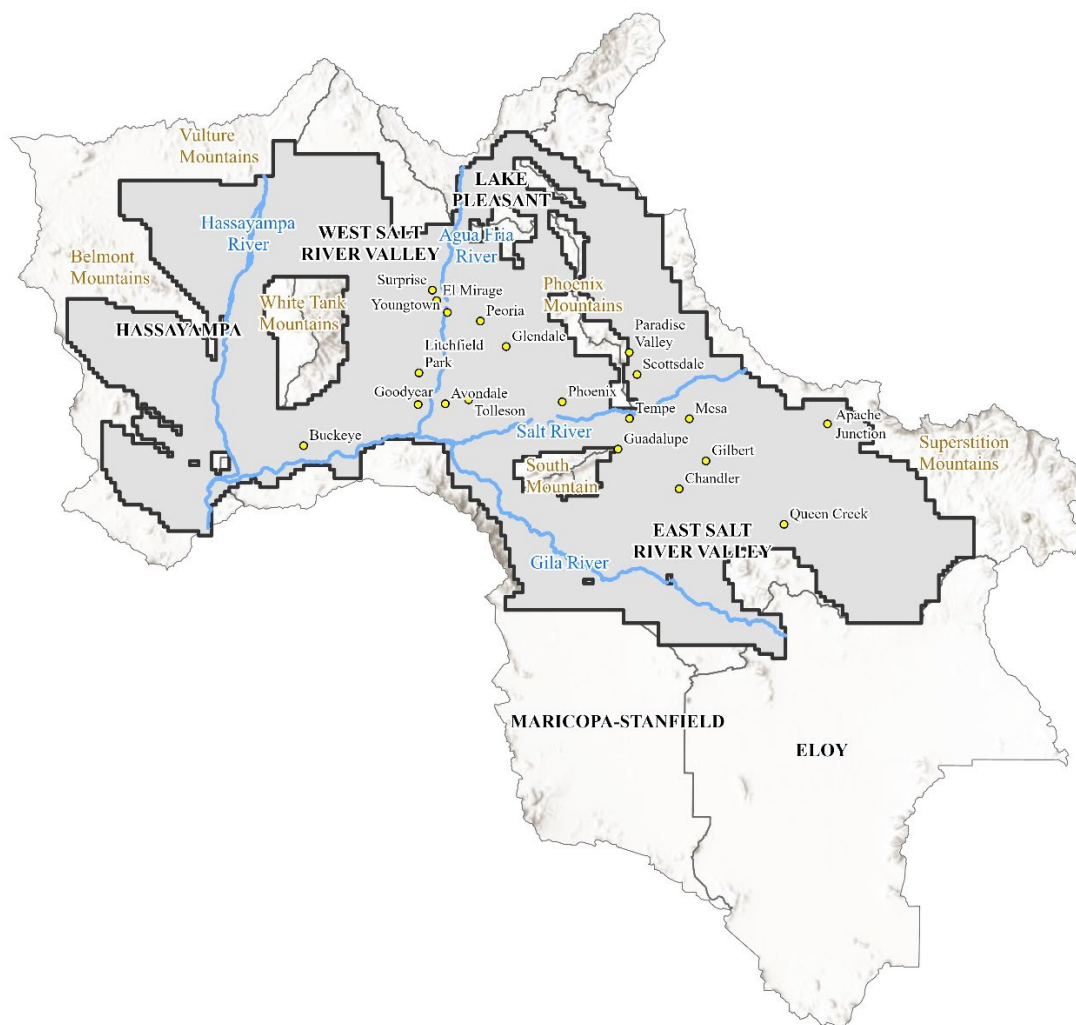 Vulture
Mountains
LAKE
PLEASANT
Hassayampa
River
WEST SALT
RIVER VALLEY
Agua Fria
River
Belmont
Mountains
Surprise
El Mirage
Phoenix
Mountains
White Tank
Mountains
Youngtown
Peoria
HASSAYAMPA
Paradise
Valley
Litchfield
Park
Glendale
Scottsdale
Goodyear
Avondale
Tolleson
Phoenix
Tempe
Mesa
Apache
Junction
Salt River
Buckeye
Guadalupe
Superstition
Mountains
South
Mountain
Gilbert
Chandler
Queen Creek
EAST SALT
RIVER VALLEY
Gila River
MARICOPA-STANFIELD
ELOY